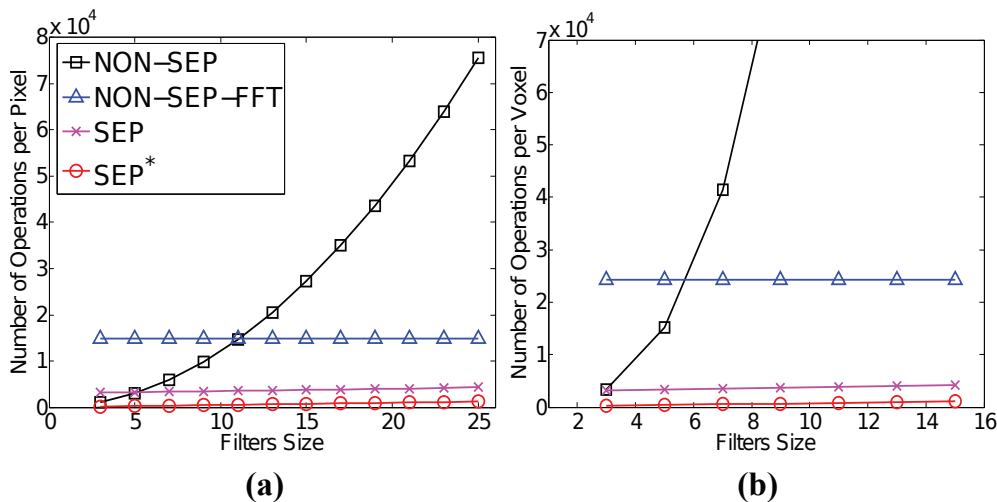 8 x 10^4
7
6
5
4
3
2
1
0
0 5 10 15 20 25
Number of Operations per Pixel
Filters Size
NON–SEP
NON–SEP–FFT
SEP
SEP*
(a)
7 x 10^4
6
5
4
3
2
1
0
2 4 6 8 10 12 14 16
Number of Operations per Voxel
Filters Size
(b)